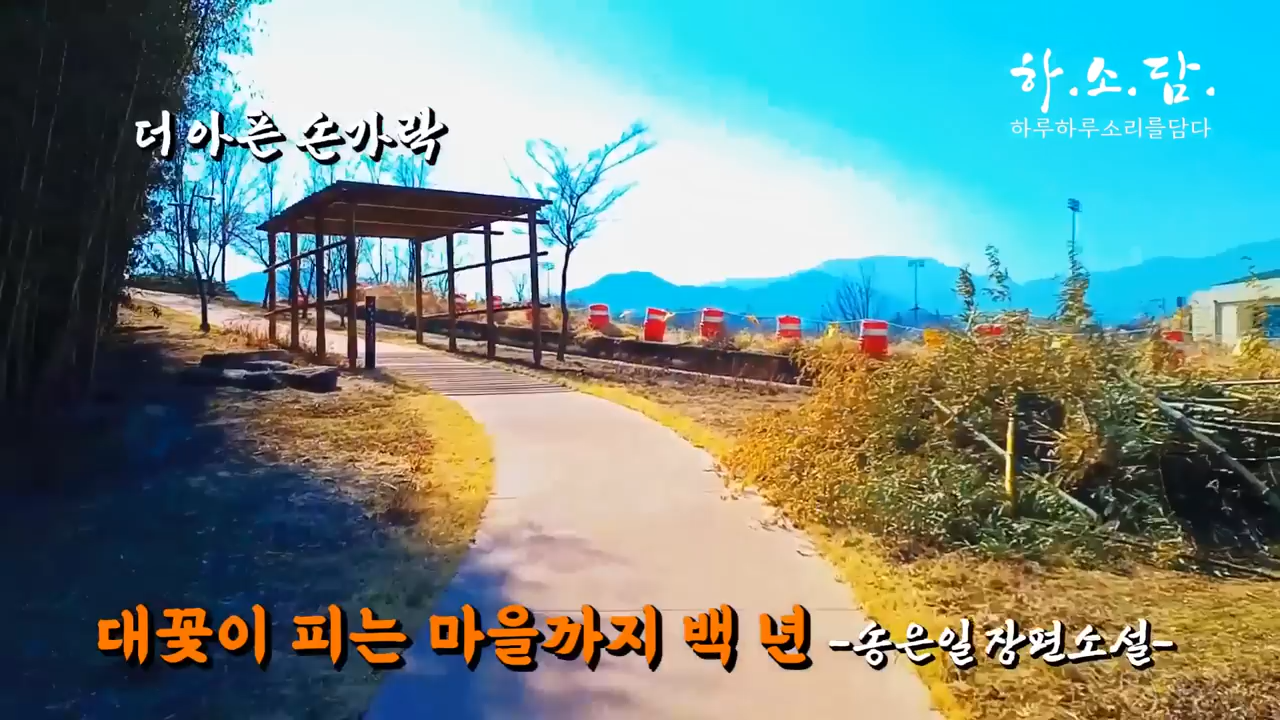 하.소.담.
하루하루소리를담다
더 아픈 손가락
대꽃이 피는 마을까지 백 년 -송은일 장편소설-